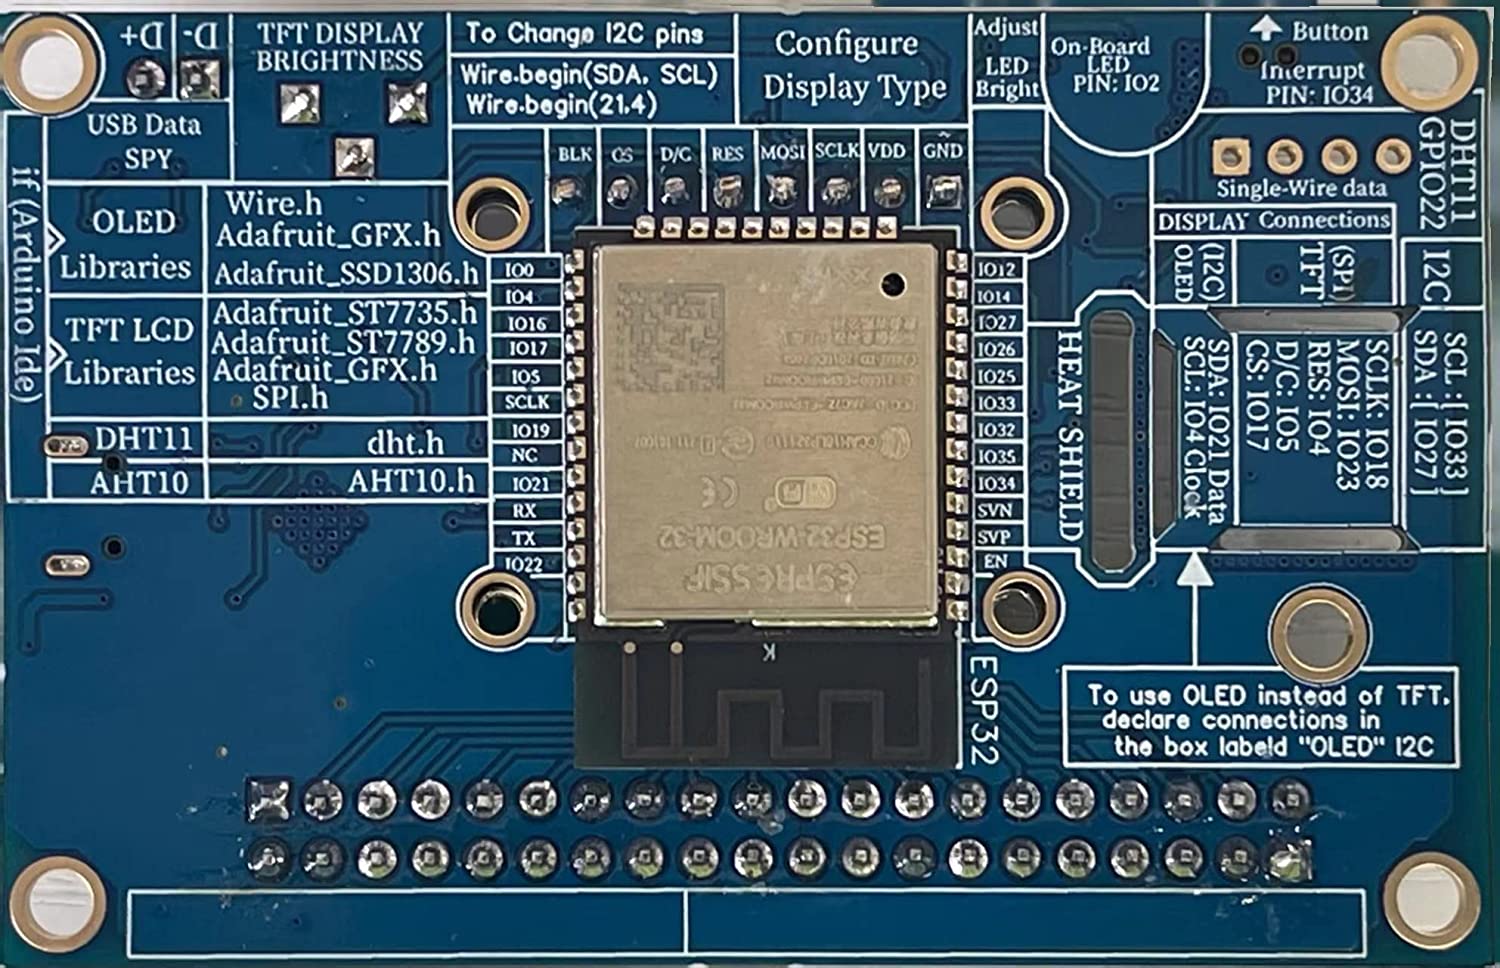 D+ D-
USB Data
SPY
TFT DISPLAY
BRIGHTNESS
To Change I2C pins
Wire.begin(SDA, SCL)
Wire.begin(21,4)
Configure
Display Type
Adjust
LED
Bright
On-Board
LED
PIN: IO2
Button
Interrupt
PIN: IO34
BLK CS D/C RES MOSI SCLK VDD GND
Single-Wire data
DHT11
GPIO22
if (Arduino Ide)
OLED
Libraries
Wire.h
Adafruit_GFX.h
Adafruit_SSD1306.h
TFT LCD
Libraries
Adafruit_ST7735.h
Adafruit_ST7789.h
Adafruit_GFX.h
SPI.h
DHT11 dht.h
AHT10 AHT10.h
IO0
IO4
IO16
IO17
IO5
SCLK
IO19
NC
IO21
RX
TX
IO22
IO12
IO14
IO27
IO26
IO25
IO33
IO32
IO35
IO34
SVN
SVP
EN
ESP32-WROOM-32
ESPRESSIF
CE
K
ESP32
HEAT SHIELD
DISPLAY Connections
(I2C)
OLED
(SPI)
TFT
I2C
SDA: IO21 Data
SCL: IO4 Clock
SCLK: IO18
MOSI: IO23
RES: IO4
D/C: IO5
CS: IO17
SCL :[ IO33 ]
SDA :[ IO27 ]
To use OLED instead of TFT,
declare connections in
the box labeld "OLED" I2C